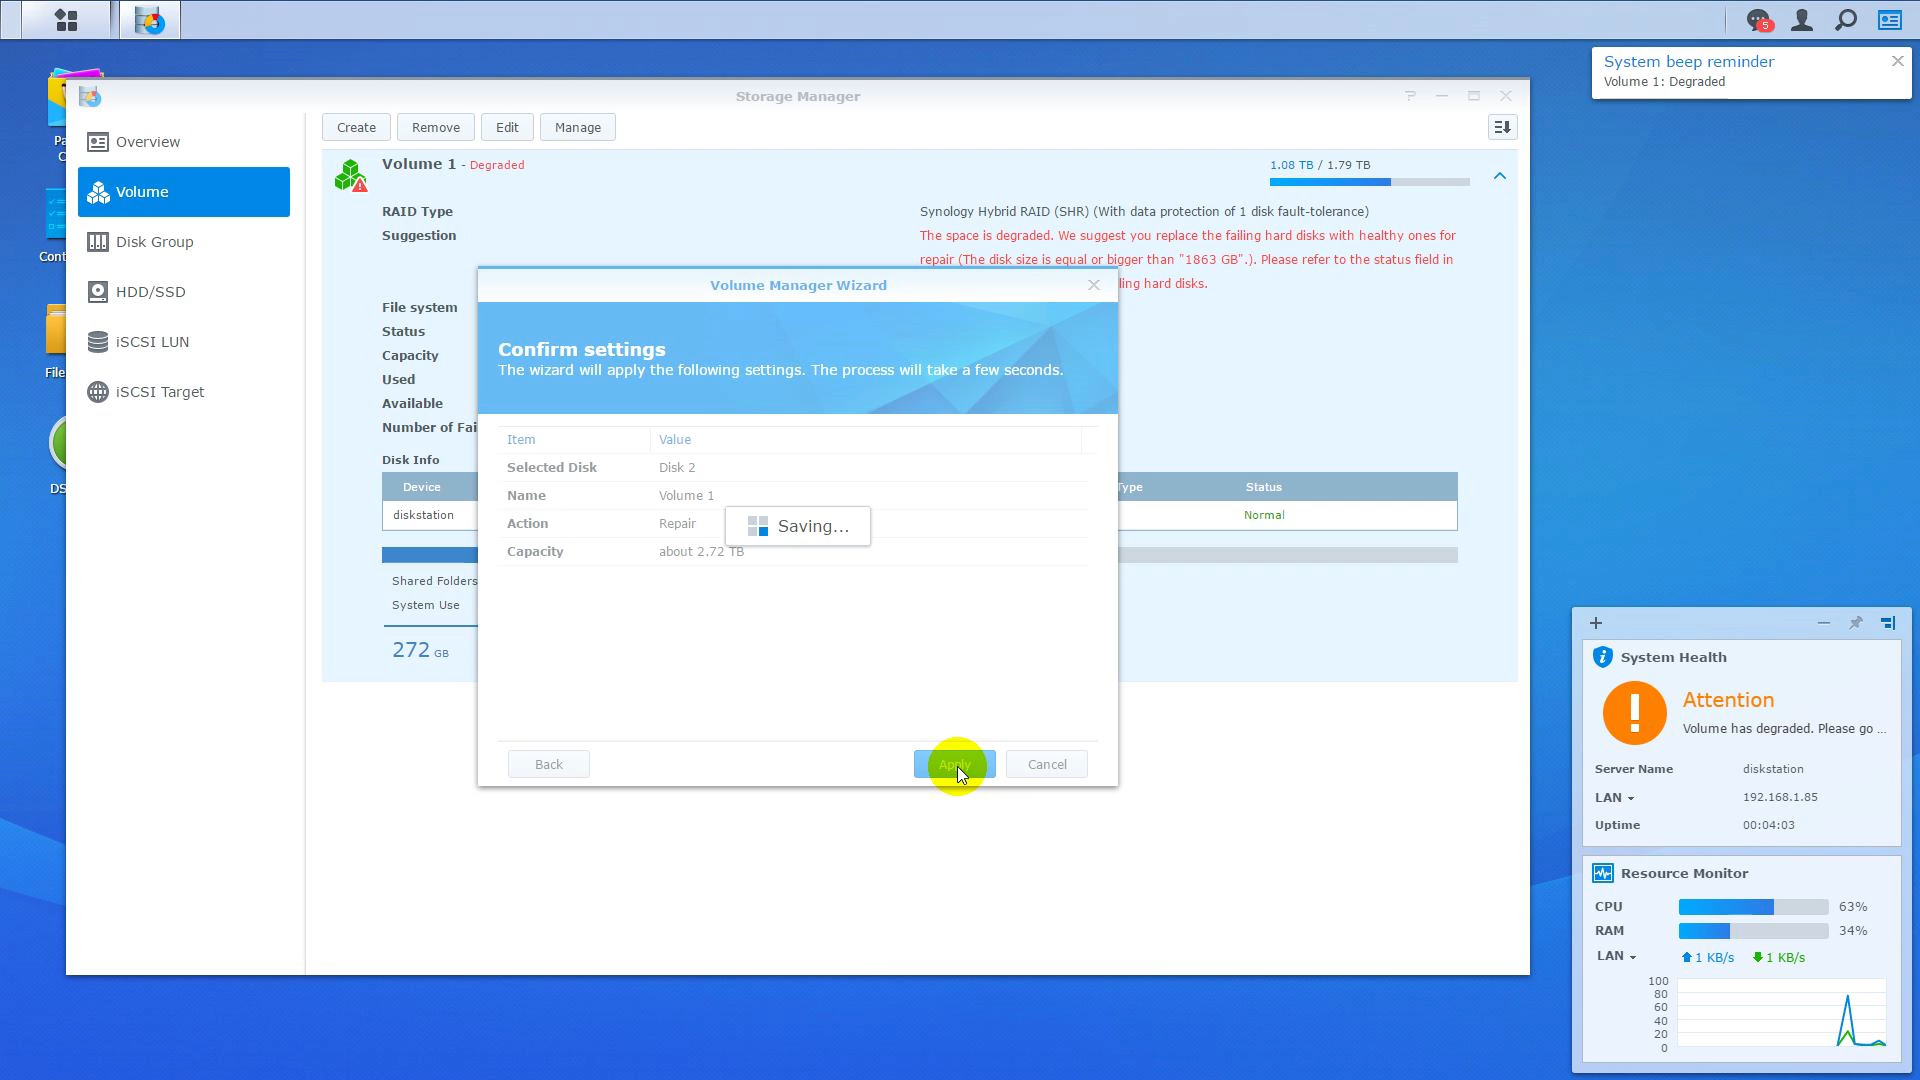 5
System beep reminder
Volume 1: Degraded
Storage Manager
Overview
Volume
Disk Group
HDD/SSD
iSCSI LUN
iSCSI Target
Create
Remove
Edit
Manage
Volume 1 - Degraded
1.08 TB / 1.79 TB
RAID Type
Synology Hybrid RAID (SHR) (With data protection of 1 disk fault-tolerance)
Suggestion
The space is degraded. We suggest you replace the failing hard disks with healthy ones for
repair (The disk size is equal or bigger than "1863 GB".). Please refer to the status field in
ling hard disks.
File system
Status
Capacity
Used
Available
Number of Fai
Disk Info
Device
Type
Status
diskstation
Normal
Shared Folders
System Use
272 GB
Volume Manager Wizard
Confirm settings
The wizard will apply the following settings. The process will take a few seconds.
Item
Value
Selected Disk
Disk 2
Name
Volume 1
Action
Repair
Capacity
about 2.72 TB
Saving...
Back
Apply
Cancel
Pa
C
Cont
File
DS
System Health
Attention
Volume has degraded. Please go ...
Server Name
diskstation
LAN
192.168.1.85
Uptime
00:04:03
Resource Monitor
CPU
63%
RAM
34%
LAN
1 KB/s
1 KB/s
100
80
60
40
20
0